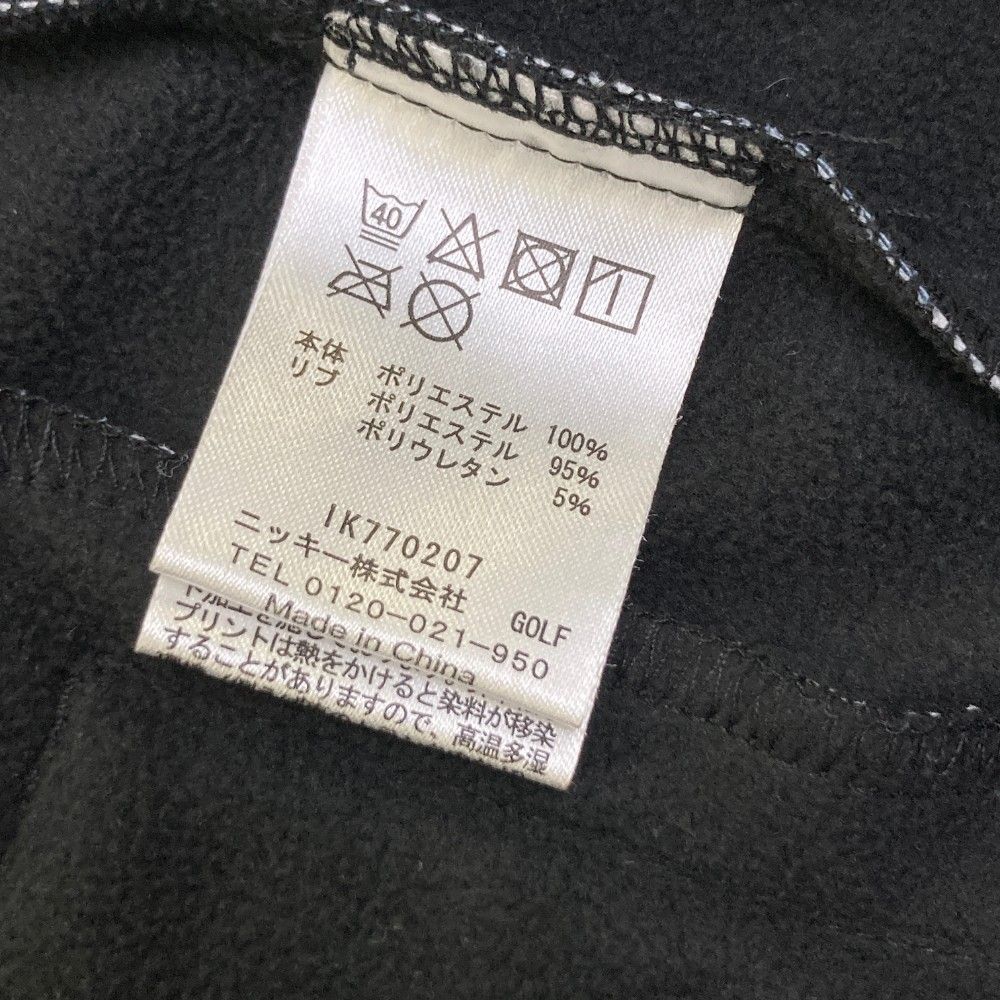 40
本体 ポリエステル 100%
リブ ポリエステル 95%
ポリウレタン 5%
IK770207
ニッキー株式会社 GOLF
TEL 0120-021-950
Made in China
プリントは熱をかけると染料が移染
することがありますので、高温多湿